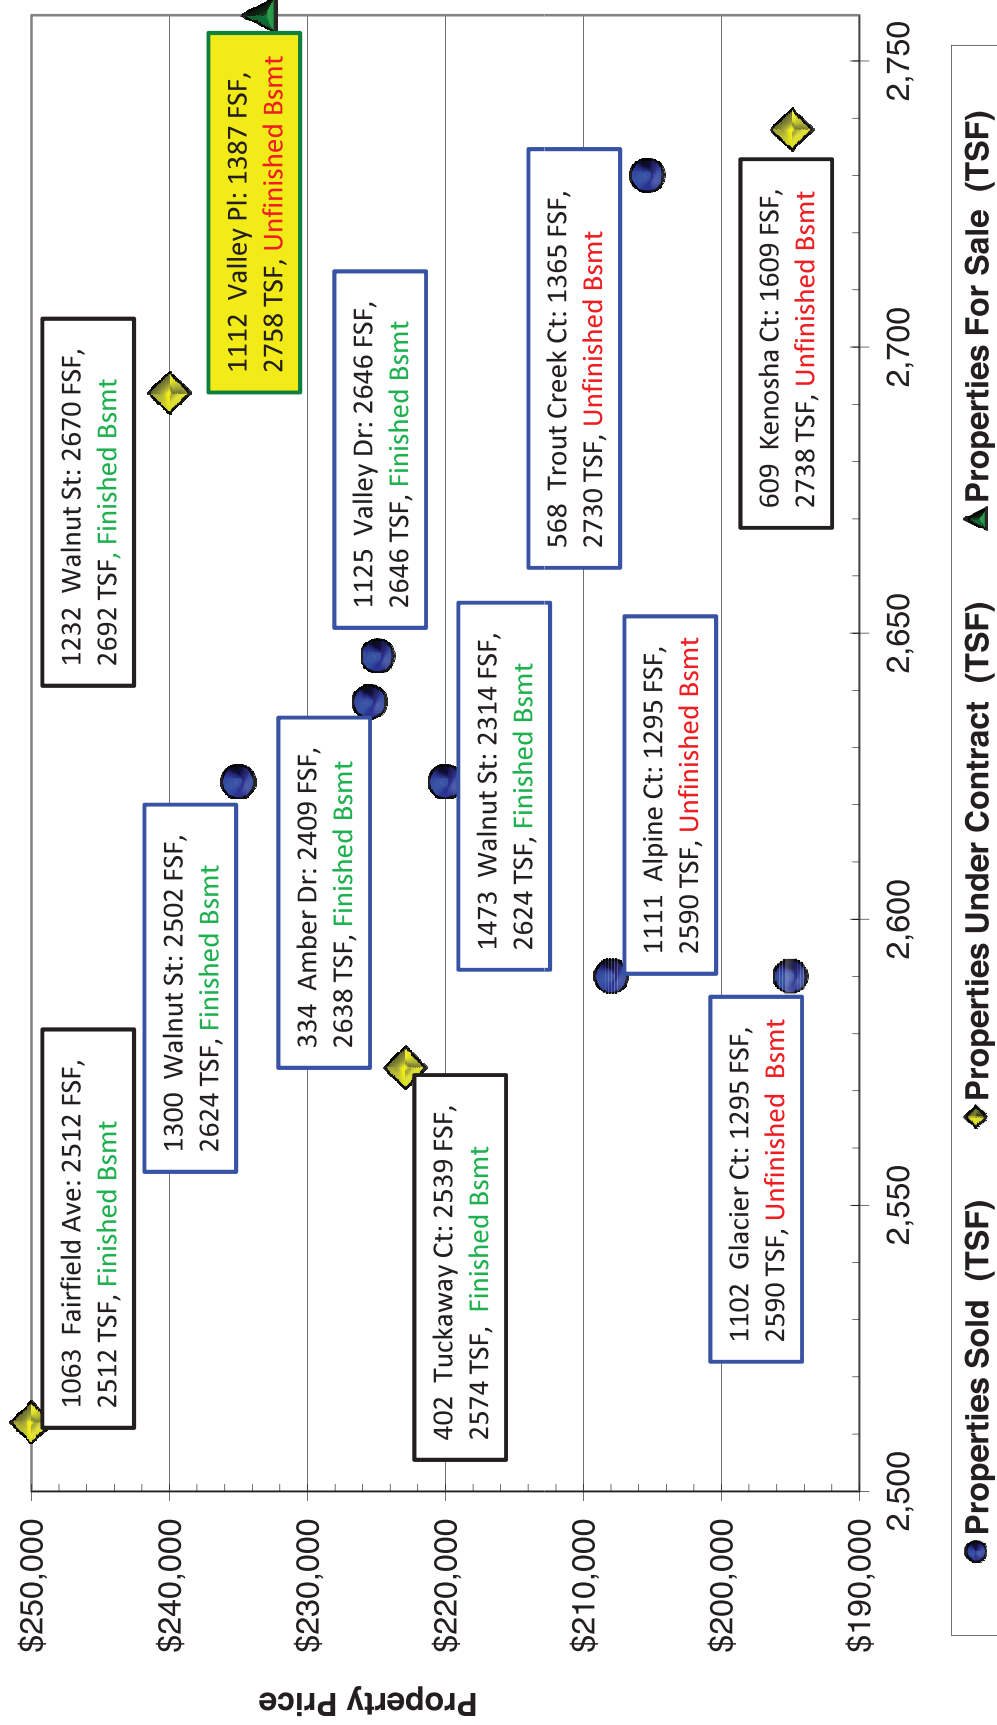 Property Price
$250,000
$240,000
$230,000
$220,000
$210,000
$200,000
$190,000
1063 Fairfield Ave: 2512 FSF,
2512 TSF, Finished Bsmt
1232 Walnut St: 2670 FSF,
2692 TSF, Finished Bsmt
1300 Walnut St: 2502 FSF,
2624 TSF, Finished Bsmt
1112 Valley Pl: 1387 FSF,
2758 TSF, Unfinished Bsmt
334 Amber Dr: 2409 FSF,
2638 TSF, Finished Bsmt
1125 Valley Dr: 2646 FSF,
2646 TSF, Finished Bsmt
402 Tuckaway Ct: 2539 FSF,
2574 TSF, Finished Bsmt
1473 Walnut St: 2314 FSF,
2624 TSF, Finished Bsmt
568 Trout Creek Ct: 1365 FSF,
2730 TSF, Unfinished Bsmt
1111 Alpine Ct: 1295 FSF,
2590 TSF, Unfinished Bsmt
1102 Glacier Ct: 1295 FSF,
2590 TSF, Unfinished Bsmt
609 Kenosha Ct: 1609 FSF,
2738 TSF, Unfinished Bsmt
2,500 2,550 2,600 2,650 2,700 2,750
Properties Sold (TSF) Properties Under Contract (TSF) Properties For Sale (TSF)